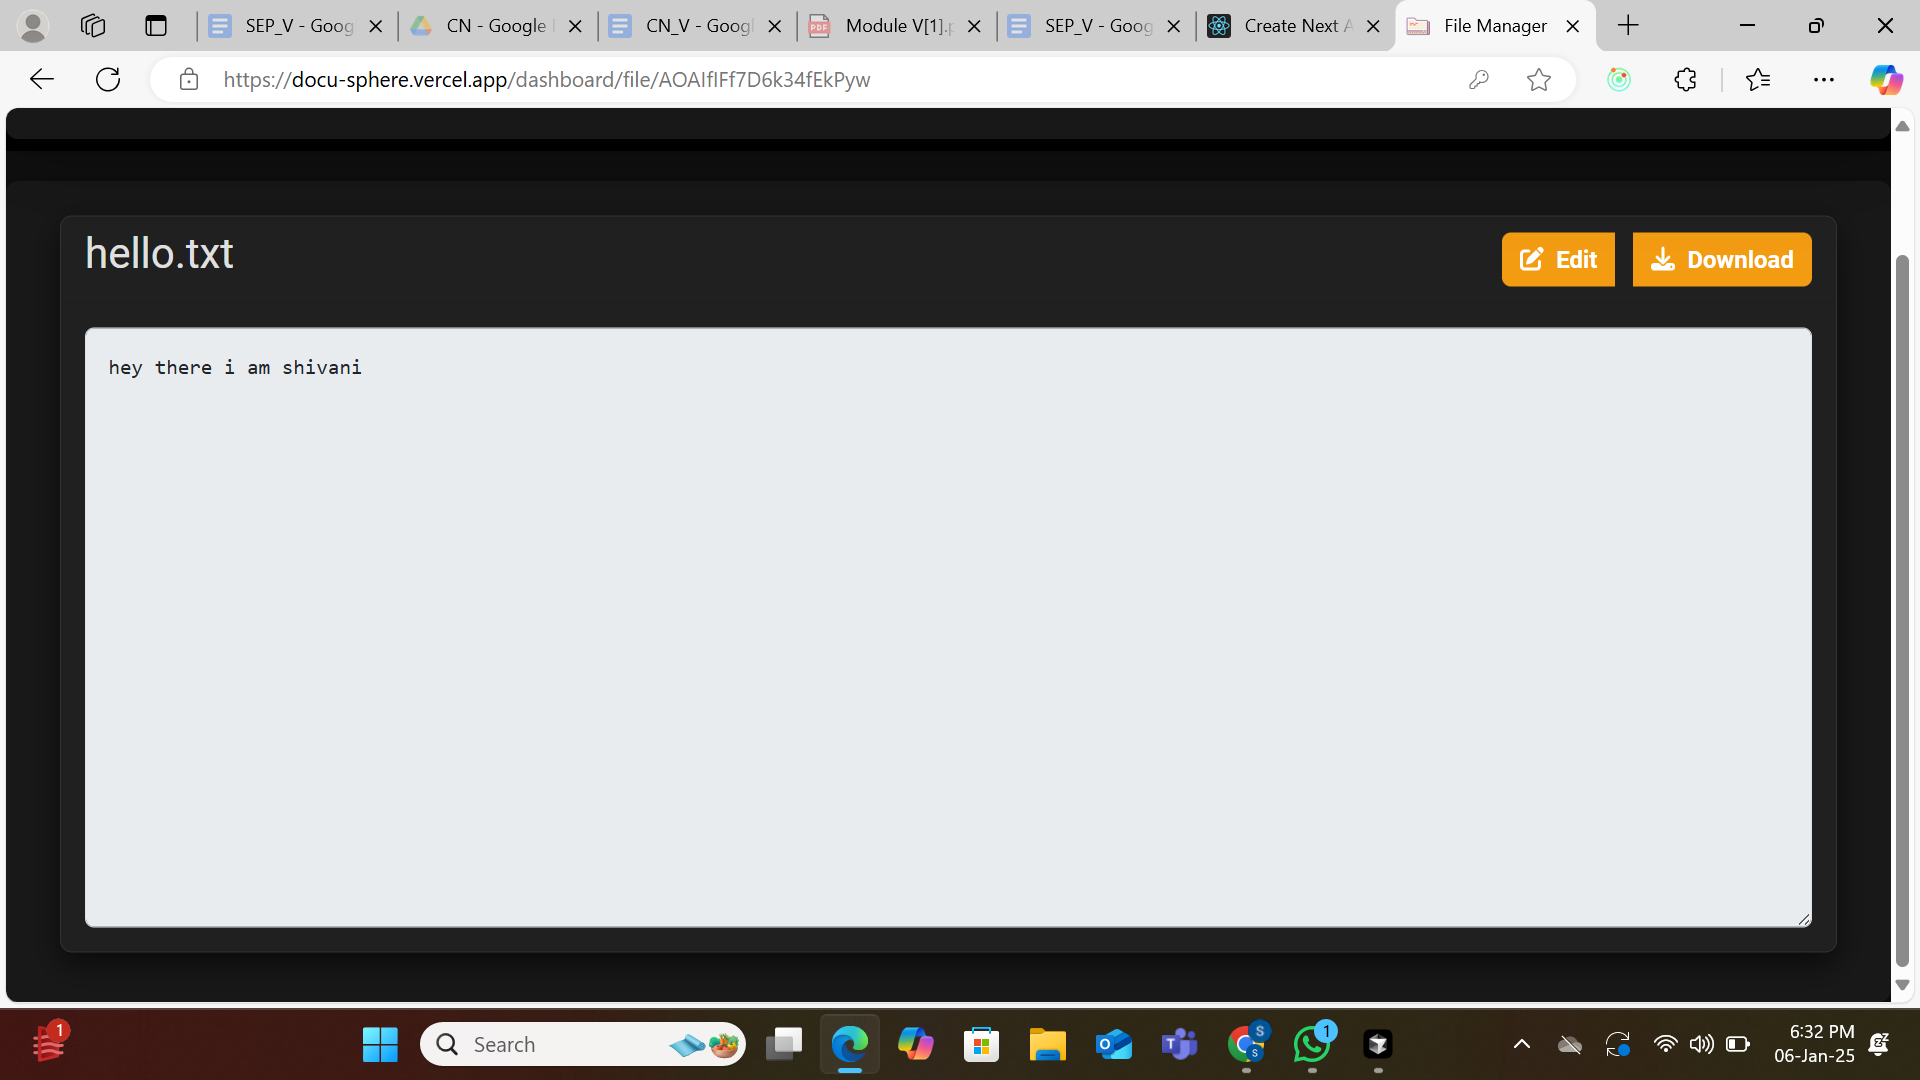 SEP_V - Goog
CN - Google
CN_V - Googl
Module V[1].p
SEP_V - Goog
Create Next A
File Manager
https://docu-sphere.vercel.app/dashboard/file/AOAIfIFf7D6k34fEkPyw
hello.txt
Edit
Download
hey there i am shivani
1
Search
S
S
1
6:32 PM
06-Jan-25